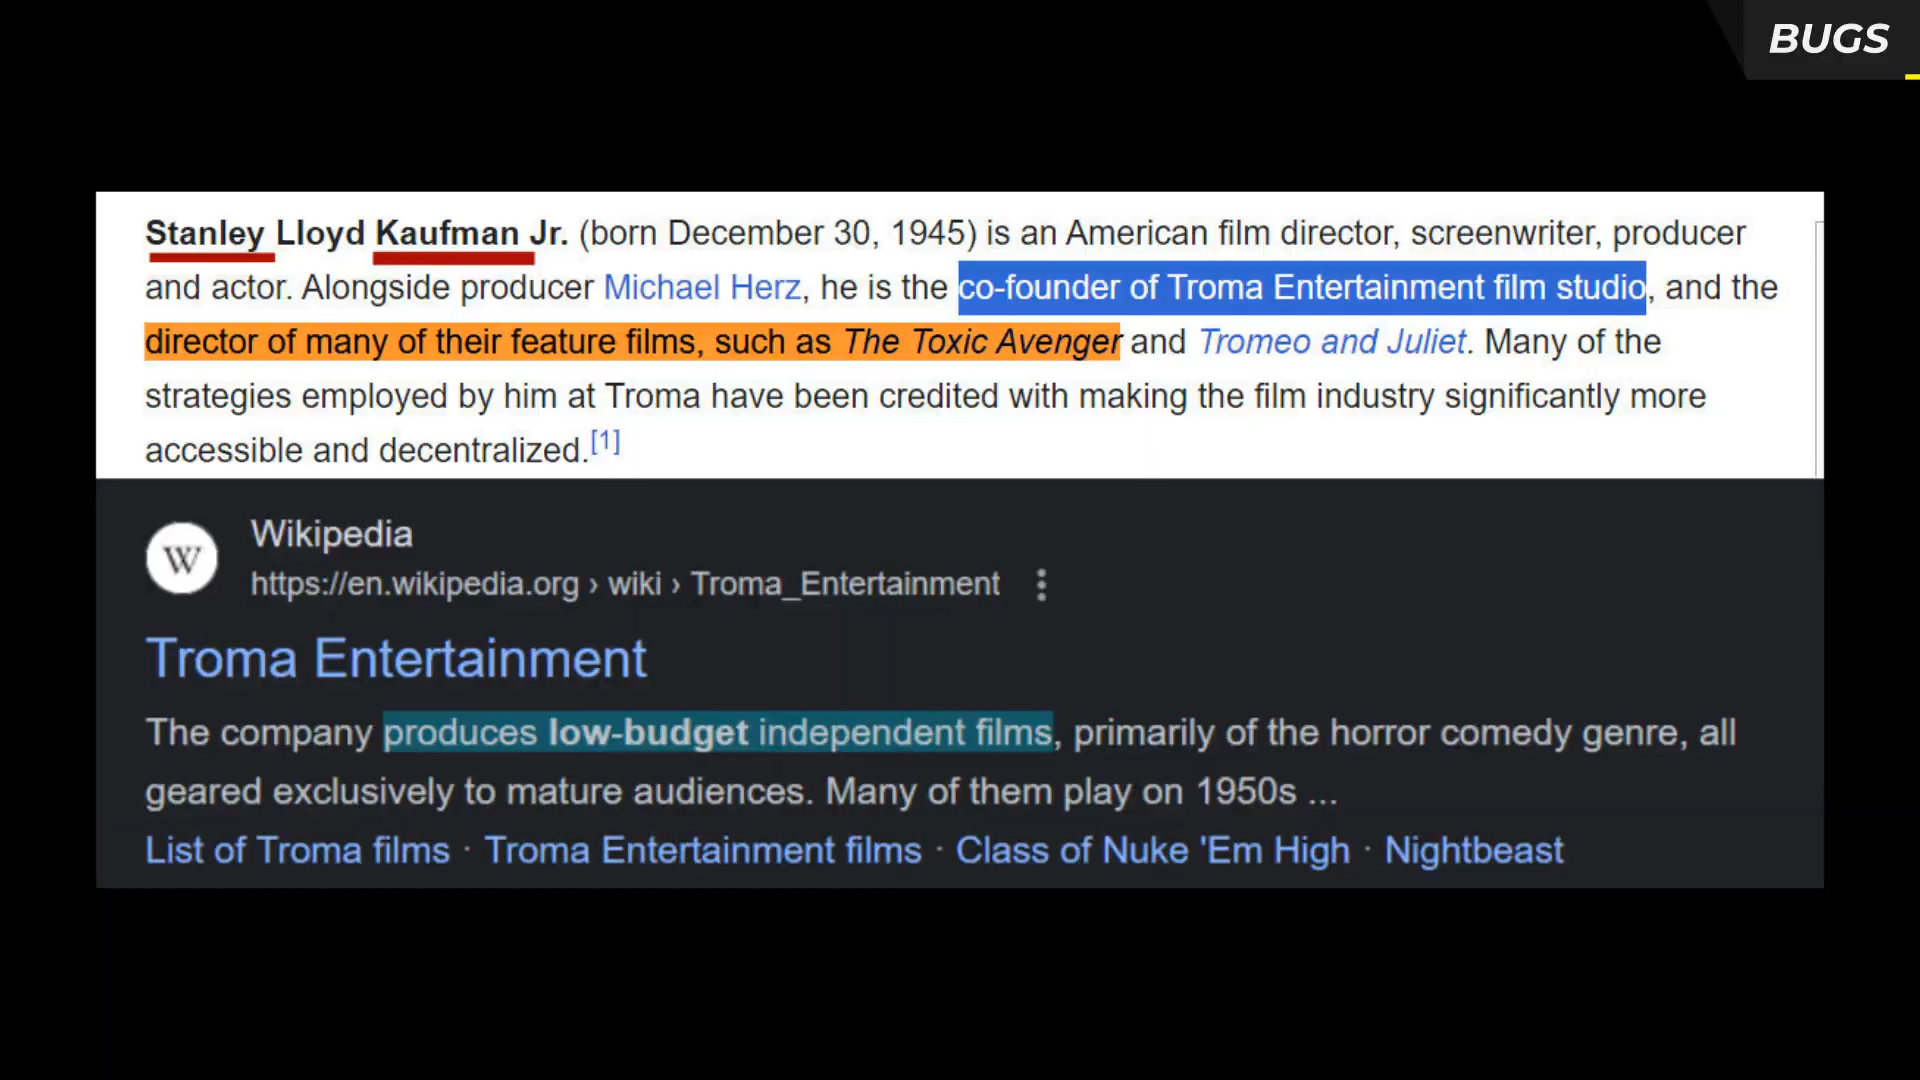 BUGS
Stanley Lloyd Kaufman Jr. (born December 30, 1945) is an American film director, screenwriter, producer
and actor. Alongside producer Michael Herz, he is the co-founder of Troma Entertainment film studio, and the
director of many of their feature films, such as The Toxic Avenger and Tromeo and Juliet. Many of the
strategies employed by him at Troma have been credited with making the film industry significantly more
accessible and decentralized.[1]
W
Wikipedia
https://en.wikipedia.org › wiki › Troma_Entertainment
Troma Entertainment
The company produces low-budget independent films, primarily of the horror comedy genre, all
geared exclusively to mature audiences. Many of them play on 1950s ...
List of Troma films · Troma Entertainment films · Class of Nuke 'Em High · Nightbeast